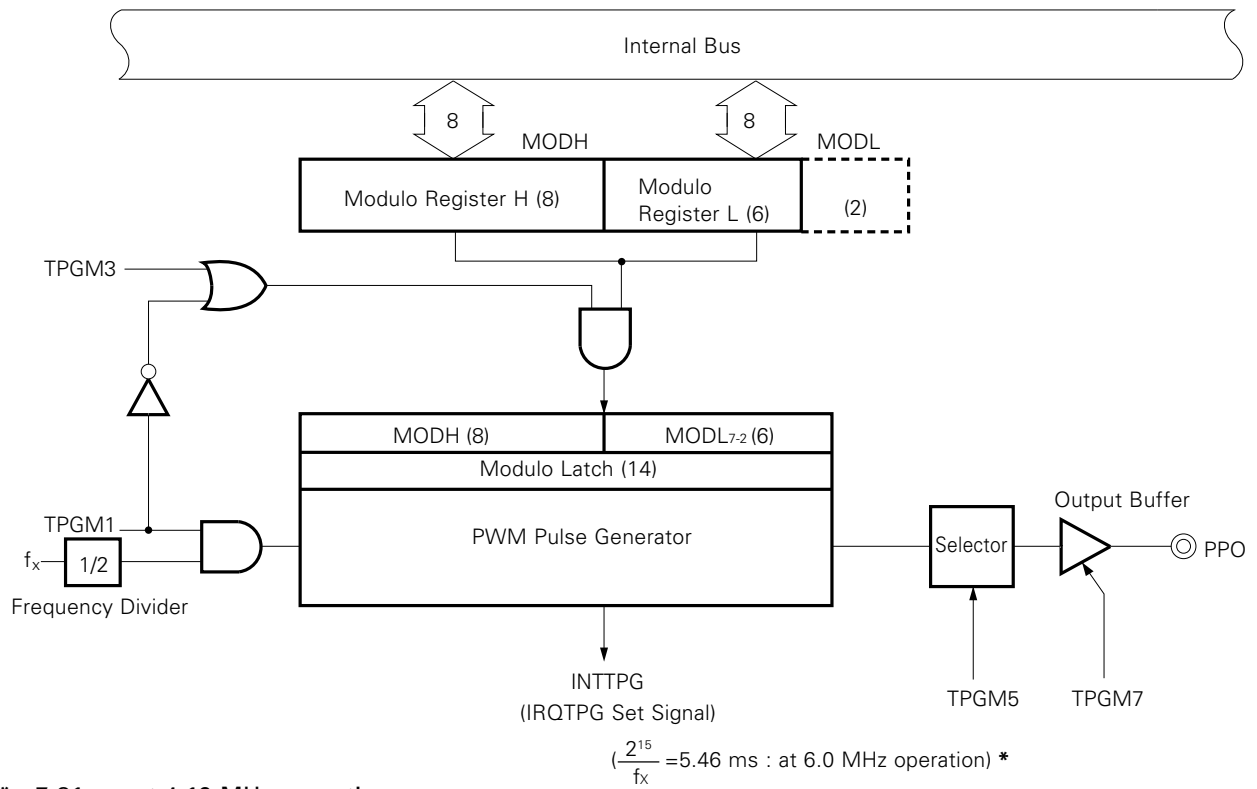 Internal Bus
8
8
MODH
MODL
Modulo Register H (8)
Modulo
Register L (6)
(2)
TPGM3
MODH (8)
MODL7-2 (6)
Modulo Latch (14)
TPGM1
PWM Pulse Generator
Output Buffer
Selector
PPO
fx
1/2
Frequency Divider
INTTPG
(IRQTPG Set Signal)
TPGM5
TPGM7
(2^15/fx =5.46 ms : at 6.0 MHz operation) *